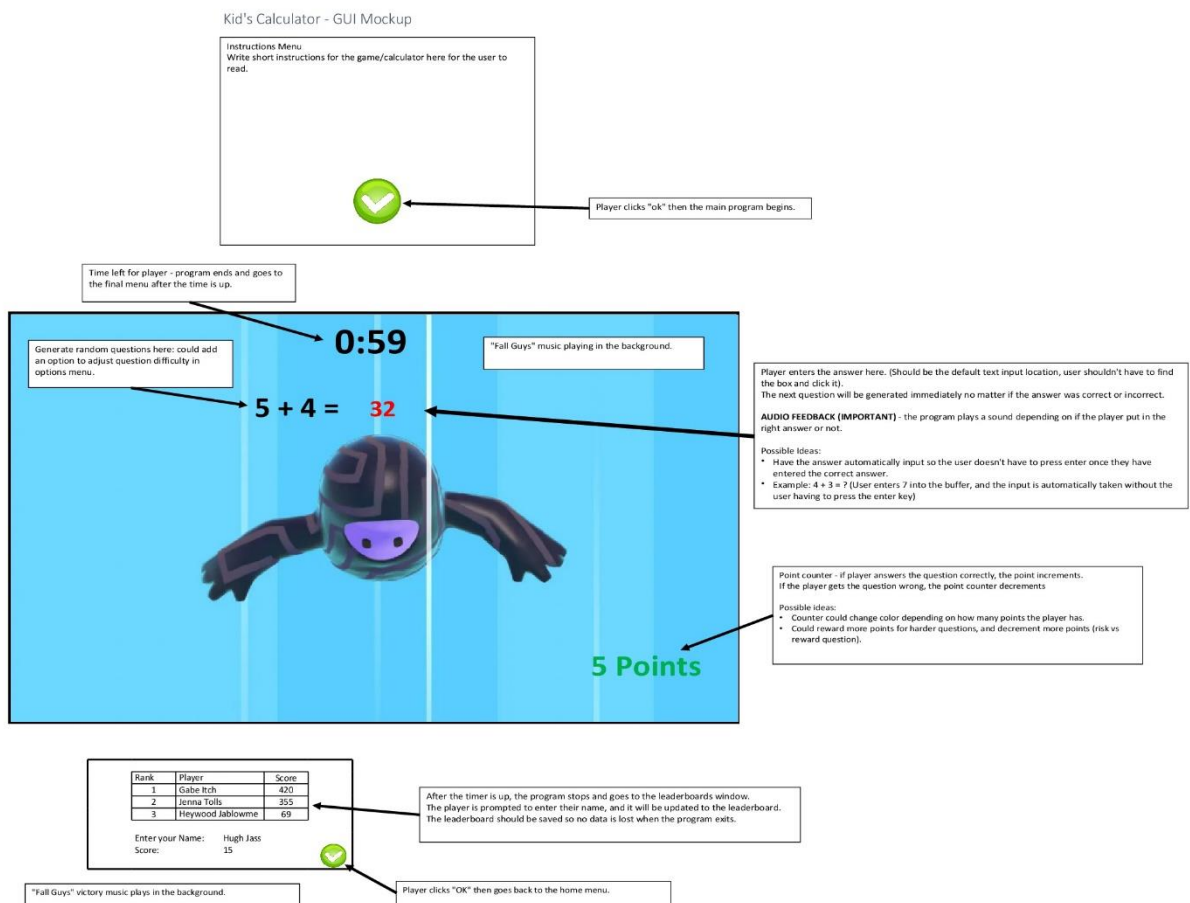 Kid's Calculator - GUI Mockup
Instructions Menu
Write short instructions for the game/calculator here for the user to
read.
Player clicks "ok" then the main program begins.
Time left for player - program ends and goes to
the final menu after the time is up.
0:59
"Fall Guys" music playing in the background.
Generate random questions here: could add
an option to adjust question difficulty in
options menu.
5 + 4 = 32
Player enters the answer here. (Should be the default text input location, user shouldn't have to find
the box and click it).
The next question will be generated immediately no matter if the answer was correct or incorrect.
AUDIO FEEDBACK (IMPORTANT) - the program plays a sound depending on if the player put in the
right answer or not.
Possible Ideas:
• Have the answer automatically input so the user doesn't have to press enter once they have
entered the correct answer.
• Example: 4 + 3 = ? (User enters 7 into the buffer, and the input is automatically taken without the
user having to press the enter key)
Point counter - if player answers the question correctly, the point increments.
If the player gets the question wrong, the point counter decrements
Possible ideas:
• Counter could change color depending on how many points the player has.
• Could reward more points for harder questions, and decrement more points (risk vs
reward question).
5 Points
Rank Player Score
1 Gabe Itch 420
2 Jenna Tolls 355
3 Heywood Jablowme 69
Enter your Name: Hugh Jass
Score: 15
After the timer is up, the program stops and goes to the leaderboards window.
The player is prompted to enter their name, and it will be updated to the leaderboard.
The leaderboard should be saved so no data is lost when the program exits.
"Fall Guys" victory music plays in the background.
Player clicks "OK" then goes back to the home menu.